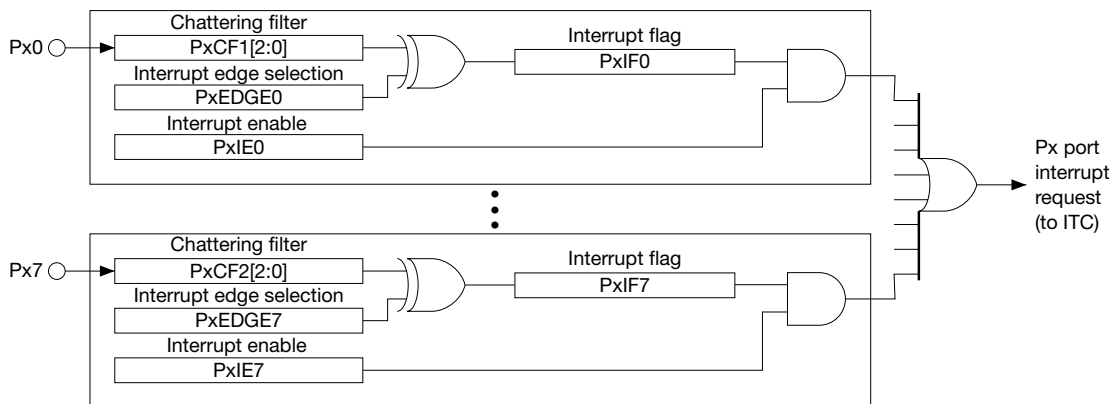 Chattering filter
Px0
PxCF1[2:0]
Interrupt flag
Interrupt edge selection
PxIF0
PxEDGE0
Interrupt enable
PxIE0
Px port
interrupt
request
(to ITC)
Chattering filter
Px7
PxCF2[2:0]
Interrupt flag
Interrupt edge selection
PxIF7
PxEDGE7
Interrupt enable
PxIE7